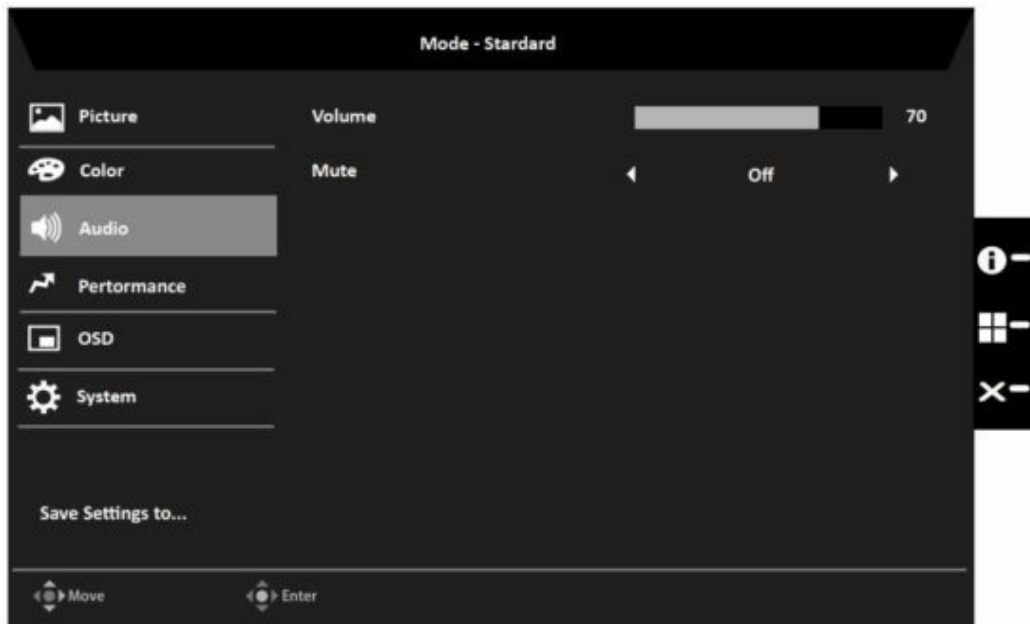 Mode - Stardard
Picture
Volume
70
Color
Mute
Off
Audio
Pertormance
OSD
System
Save Settings to...
Move
Enter